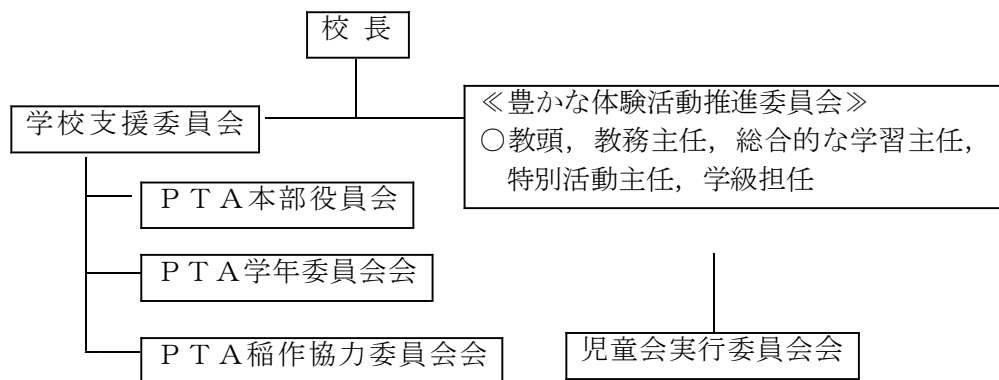 校 長
学校支援委員会
≪豊かな体験活動推進委員会≫
○教頭，教務主任，総合的な学習主任，
特別活動主任，学級担任
ＰＴＡ本部役員会
ＰＴＡ学年委員会会
ＰＴＡ稲作協力委員会会
児童会実行委員会会